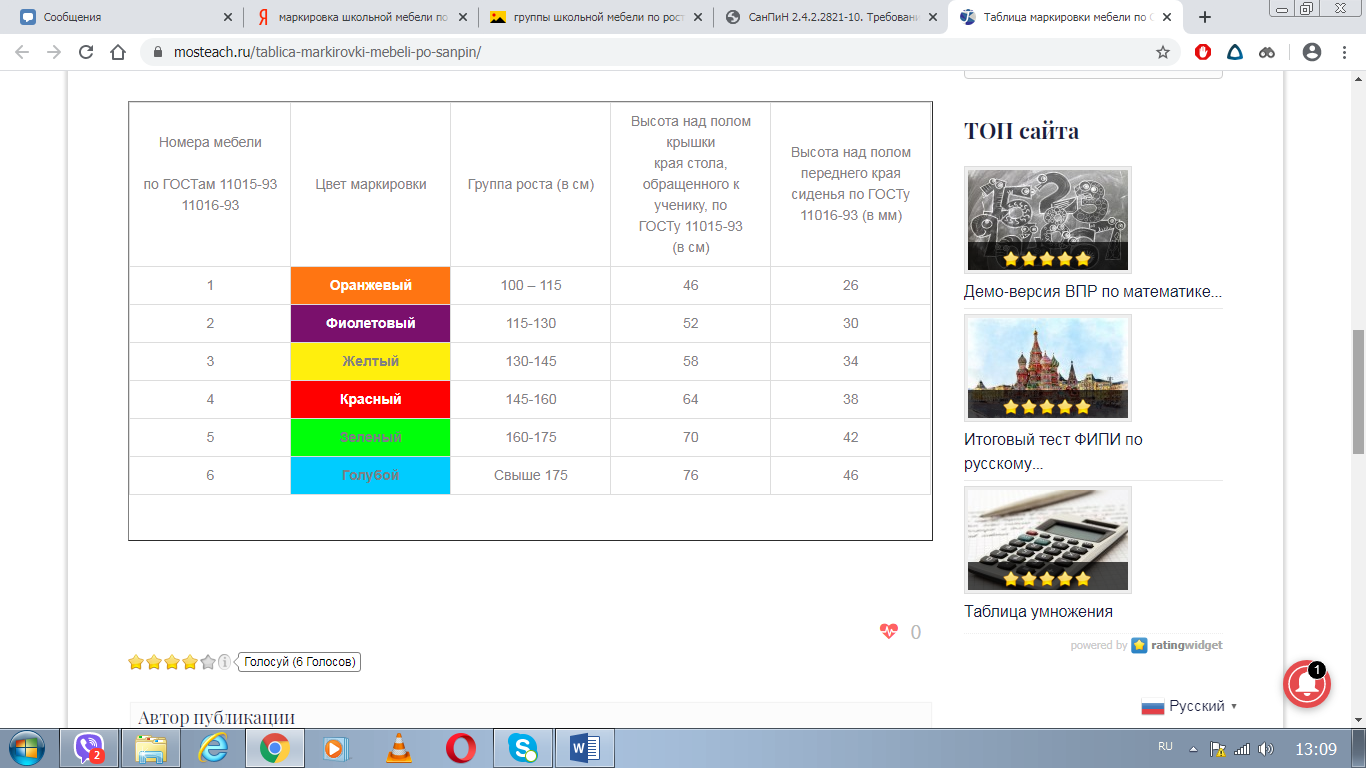 Сообщения
маркировка школьной мебели по
группы школьной мебели по рост
СанПиН 2.4.2.2821-10. Требовани
Таблица маркировки мебели по С
mosteach.ru/tablica-markirovki-mebeli-po-sanpin/
Номера мебели
по ГОСТам 11015-93
11016-93
Цвет маркировки
Группа роста (в см)
Высота над полом
крышки
края стола,
обращенного к
ученику, по
ГОСТу 11015-93
(в см)
Высота над полом
переднего края
сиденья по ГОСТу
11016-93 (в мм)
1 Оранжевый 100 – 115 46 26
2 Фиолетовый 115-130 52 30
3 Желтый 130-145 58 34
4 Красный 145-160 64 38
5 Зеленый 160-175 70 42
6 Голубой Свыше 175 76 46
0
Голосуй (6 Голосов)
Автор публикации
ТОП сайта
Демо-версия ВПР по математике...
Итоговый тест ФИПИ по
русскому...
Таблица умножения
powered by ratingwidget
1
Русский
2
RU
13:09